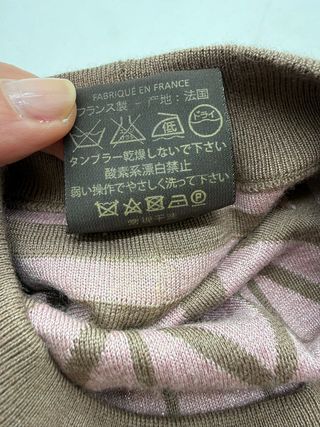 FABRIQUÉ EN FRANCE
フランス製 - 产地: 法国
低 ドライ
タンブラー乾燥しないで下さい
酸素系漂白禁止
弱い操作でやさしく洗って下さい